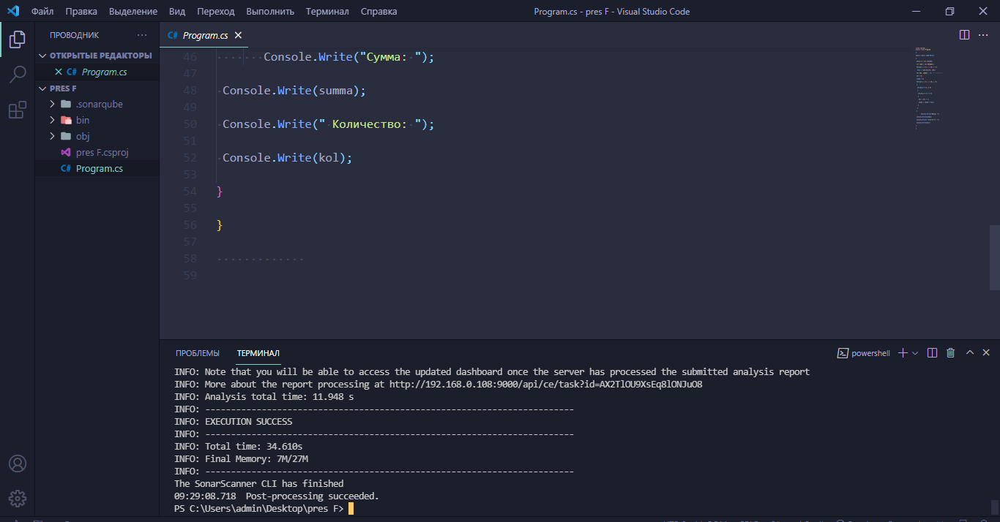 Файл Правка Выделение Вид Переход Выполнить Терминал Справка
Program.cs - pres F - Visual Studio Code
ПРОВОДНИК
ОТКРЫТЫЕ РЕДАКТОРЫ
C# Program.cs
PRES F
.sonarqube
bin
obj
pres F.csproj
C# Program.cs
C# Program.cs
46 Console.Write("Сумма: ");
47
48 Console.Write(summa);
49
50 Console.Write(" Количество: ");
51
52 Console.Write(kol);
53
54 }
55
56 }
57
58
59
ПРОБЛЕМЫ ТЕРМИНАЛ
powershell
INFO: Note that you will be able to access the updated dashboard once the server has processed the submitted analysis report
INFO: More about the report processing at http://192.168.0.108:9000/api/ce/task?id=AX2TlOU9XsEq8lONJuO8
INFO: Analysis total time: 11.948 s
INFO: ------------------------------------------------------------------------
INFO: EXECUTION SUCCESS
INFO: ------------------------------------------------------------------------
INFO: Total time: 34.610s
INFO: Final Memory: 7M/27M
INFO: ------------------------------------------------------------------------
The SonarScanner CLI has finished
09:29:08.718  Post-processing succeeded.
PS C:\Users\admin\Desktop\pres F>